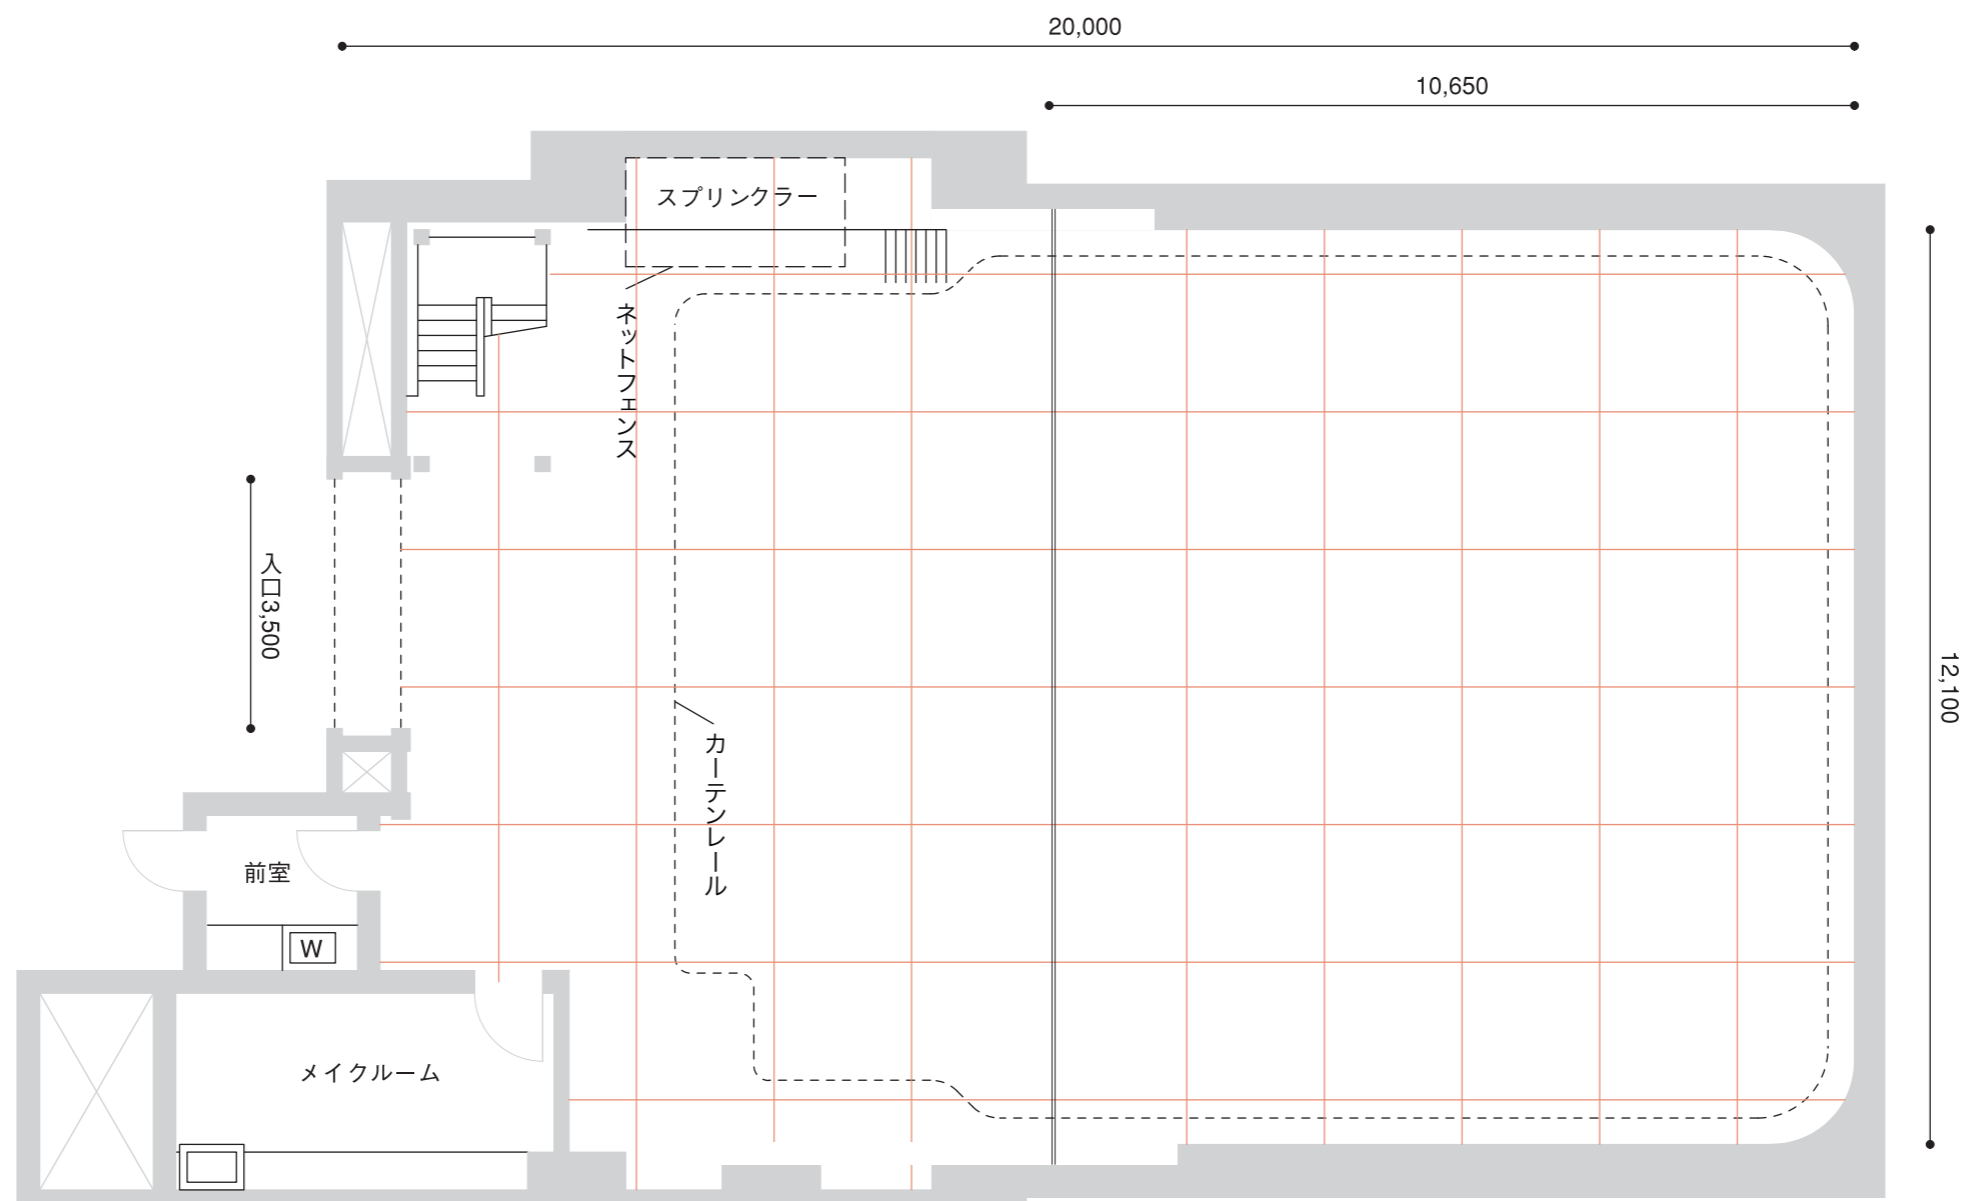 20,000
10,650
スプリンクラー
ネットフェンス
入口3,500
12,100
カーテンレール
前室
W
メイクルーム